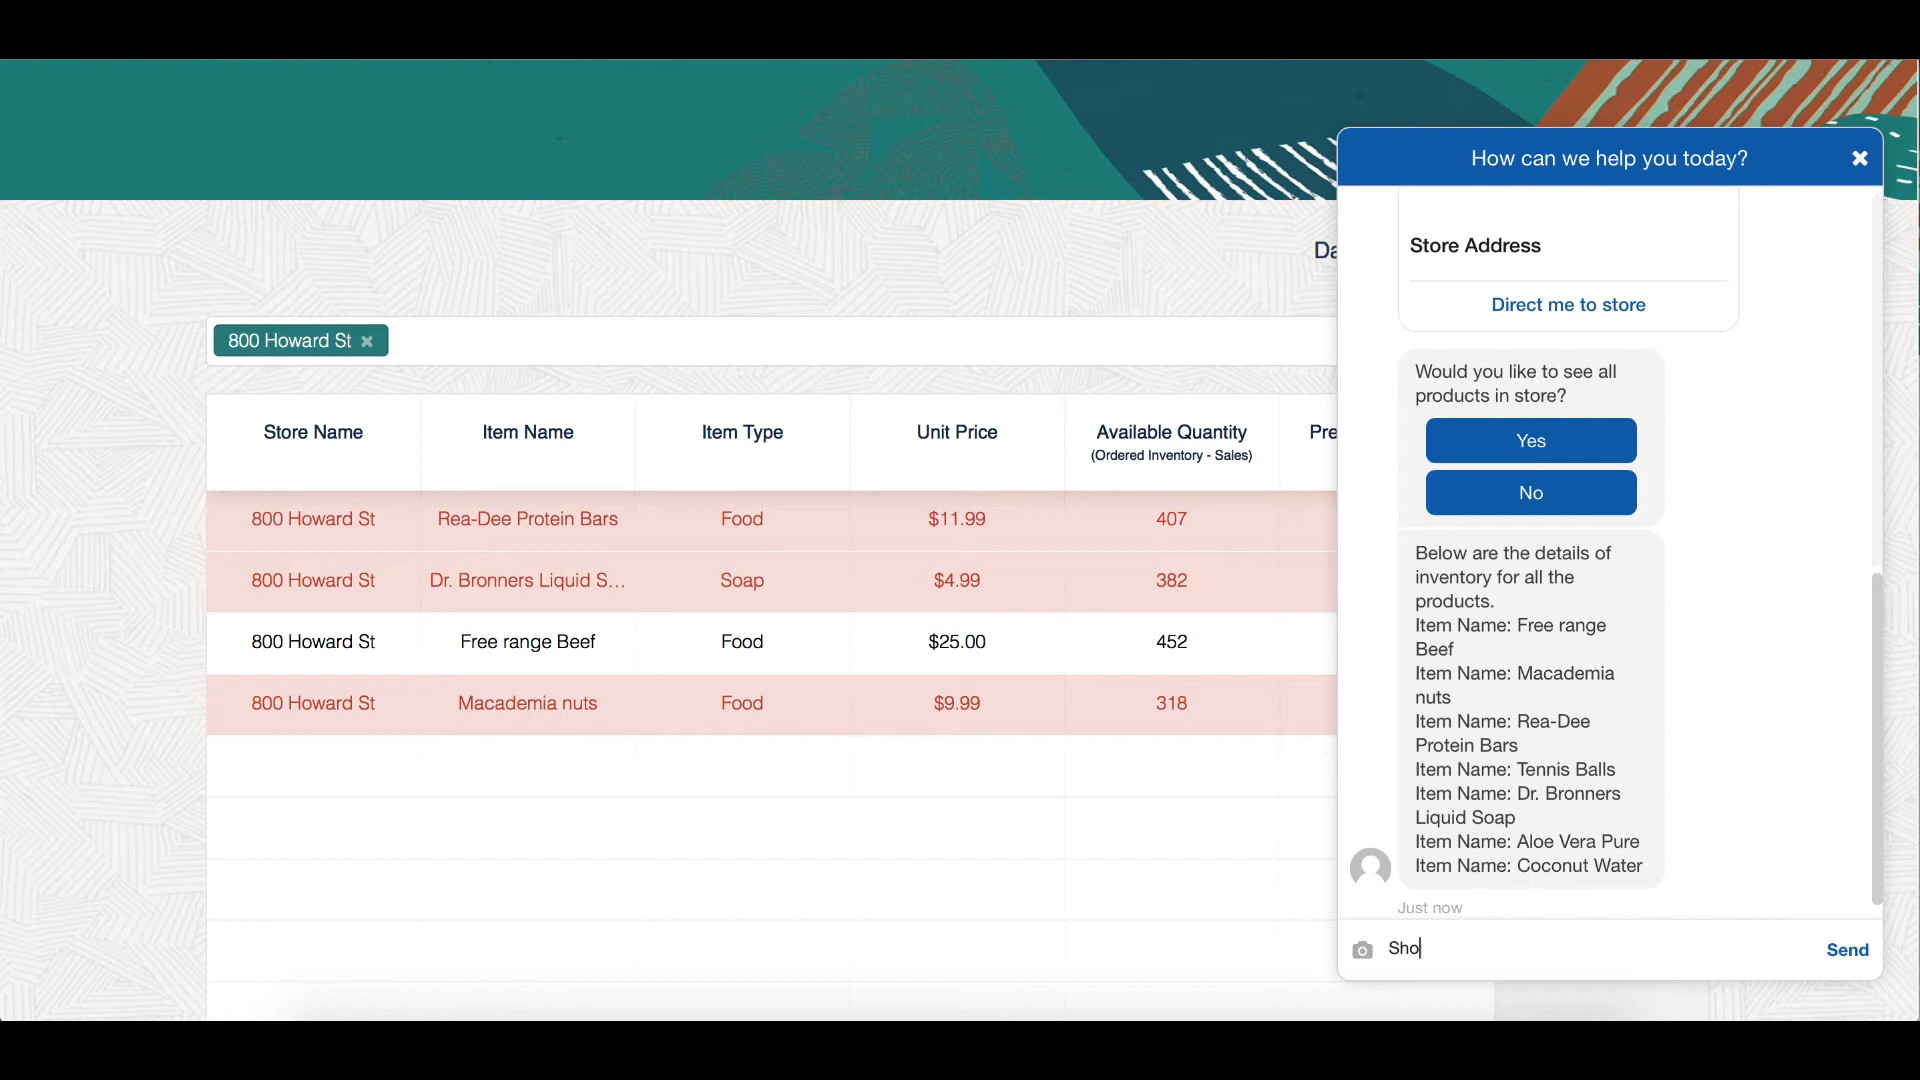 How can we help you today?
Store Address
Direct me to store
800 Howard St
Would you like to see all
products in store?
Yes
No
Store Name Item Name Item Type Unit Price Available Quantity
(Ordered Inventory - Sales)
800 Howard St Rea-Dee Protein Bars Food $11.99 407
800 Howard St Dr. Bronners Liquid S... Soap $4.99 382
800 Howard St Free range Beef Food $25.00 452
800 Howard St Macademia nuts Food $9.99 318
Below are the details of
inventory for all the
products.
Item Name: Free range
Beef
Item Name: Macademia
nuts
Item Name: Rea-Dee
Protein Bars
Item Name: Tennis Balls
Item Name: Dr. Bronners
Liquid Soap
Item Name: Aloe Vera Pure
Item Name: Coconut Water
Just now
Sho
Send